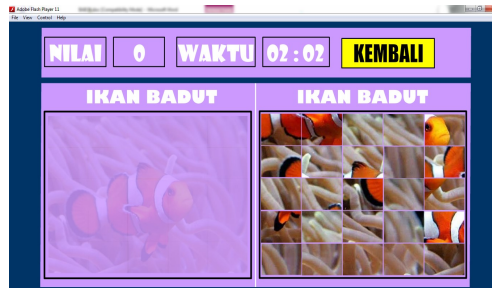 Adobe Flash Player 11
File View Control Help
NILAI 0 WAKTU 02 : 02 KEMBALI
IKAN BADUT
IKAN BADUT